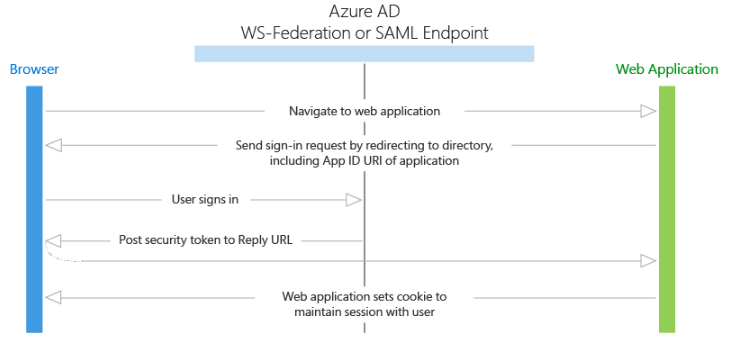 Azure AD
WS-Federation or SAML Endpoint
Browser
Web Application
Navigate to web application
Send sign-in request by redirecting to directory,
including App ID URI of application
User signs in
Post security token to Reply URL
Web application sets cookie to
maintain session with user